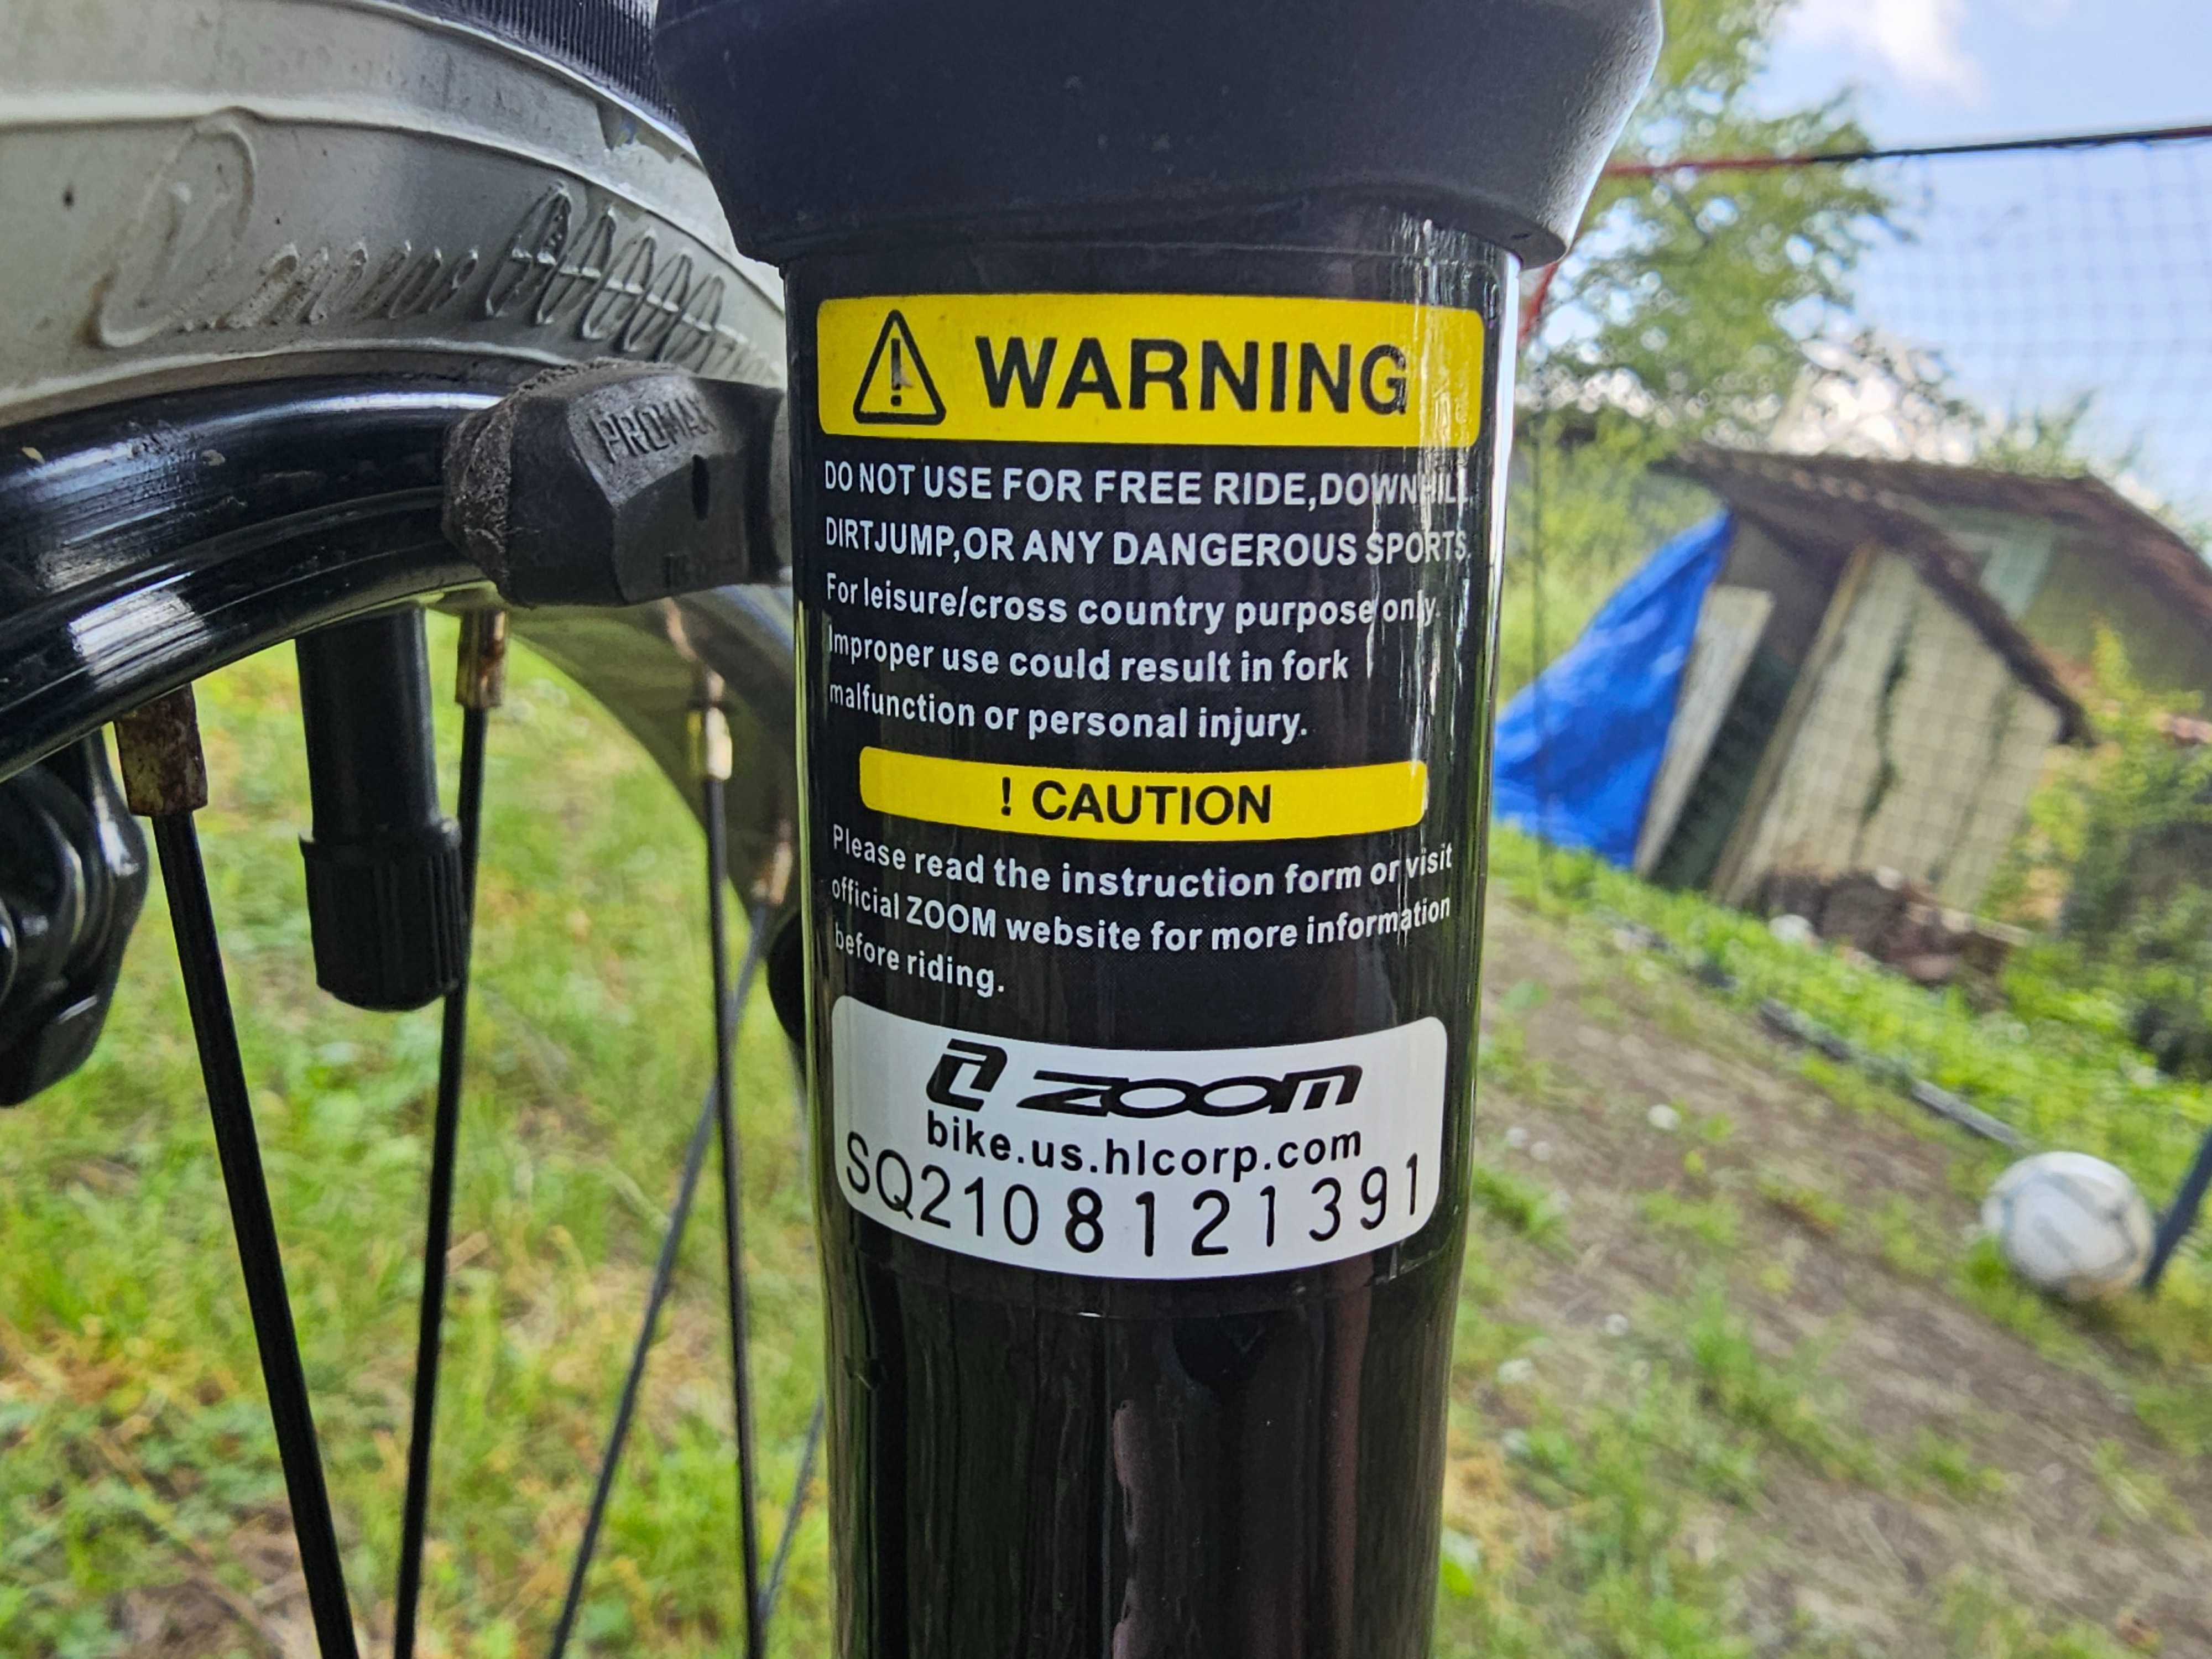 WARNING
DO NOT USE FOR FREE RIDE,DOWNHILL,
DIRTJUMP,OR ANY DANGEROUS SPORTS.
For leisure/cross country purpose only.
Improper use could result in fork
malfunction or personal injury.
! CAUTION
Please read the instruction form or visit
official ZOOM website for more information
before riding.
ZOOM
bike.us.hlcorp.com
SQ2108121391
PROMAX